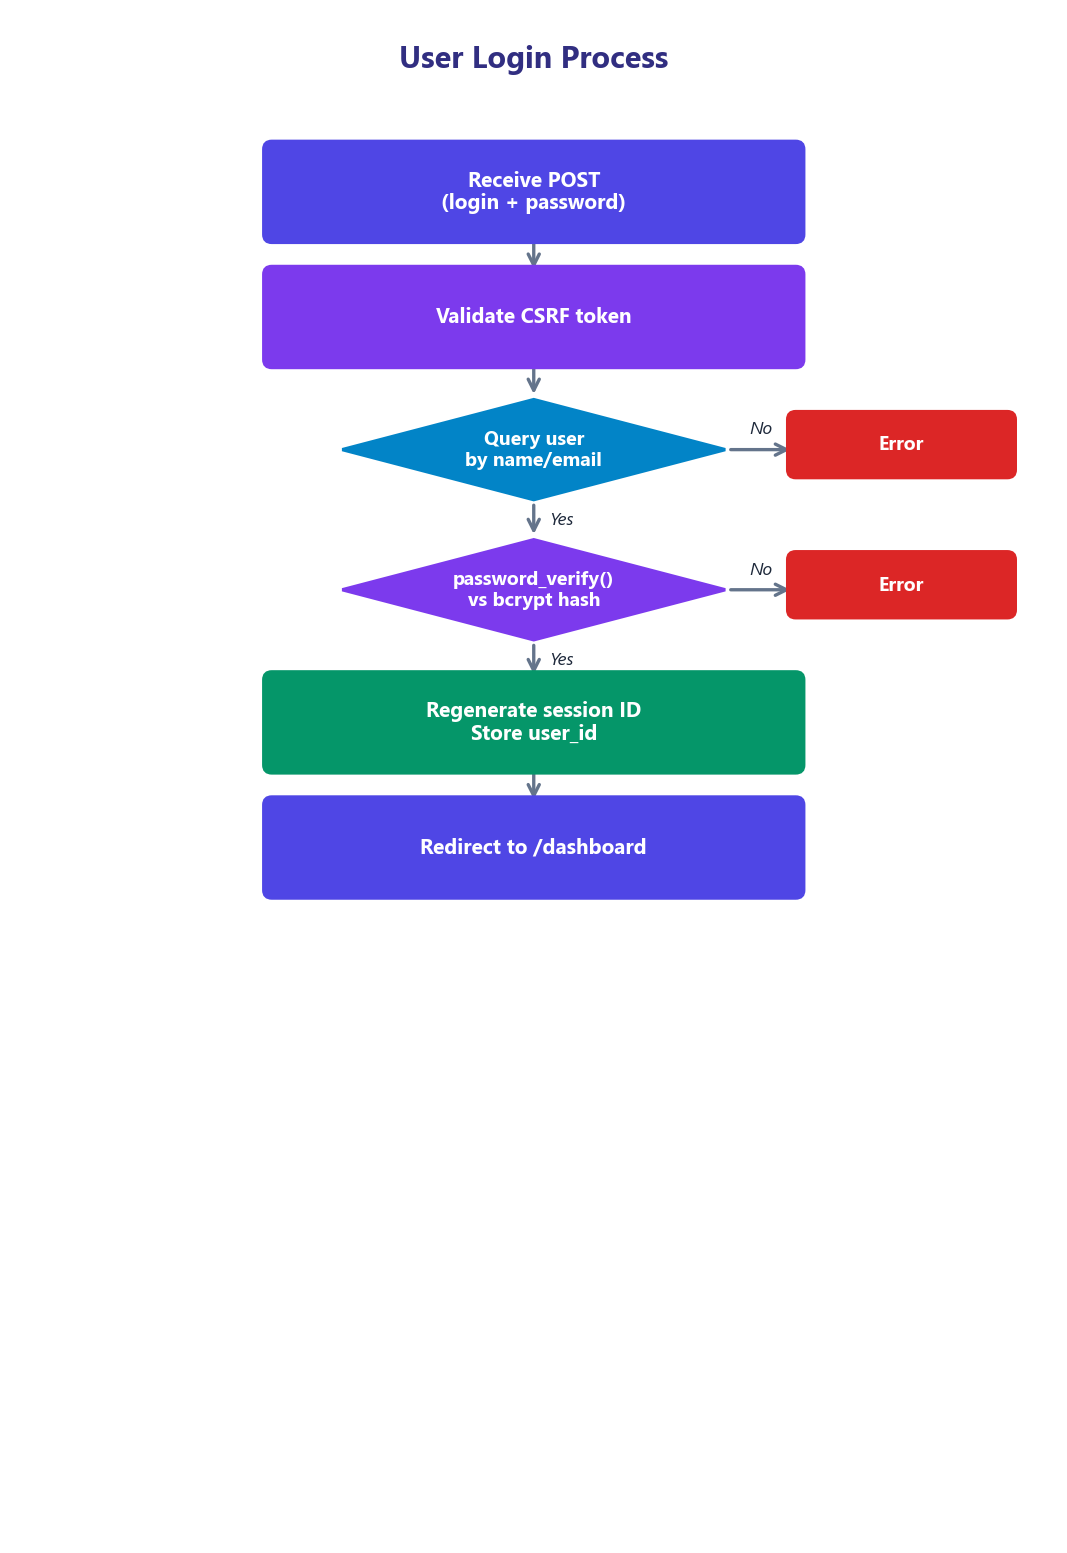 User Login Process
Receive POST
(login + password)
Validate CSRF token
Query user
by name/email
No
Error
Yes
password_verify()
vs bcrypt hash
No
Error
Yes
Regenerate session ID
Store user_id
Redirect to /dashboard